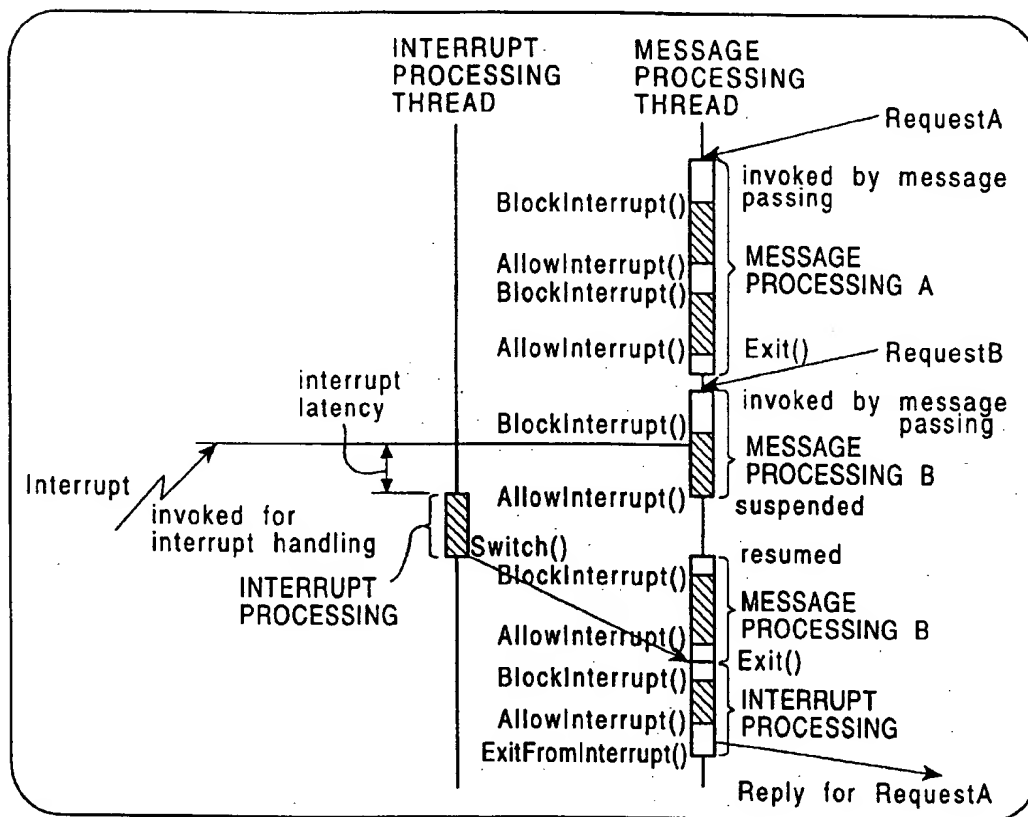 INTERRUPT
PROCESSING
THREAD
MESSAGE
PROCESSING
THREAD
RequestA
invoked by message
passing
BlockInterrupt()
AllowInterrupt()
BlockInterrupt()
MESSAGE
PROCESSING A
AllowInterrupt()
Exit()
RequestB
interrupt
latency
BlockInterrupt()
invoked by message
passing
MESSAGE
PROCESSING B
Interrupt
invoked for
interrupt handling
AllowInterrupt()
suspended
Switch()
resumed
BlockInterrupt()
INTERRUPT
PROCESSING
MESSAGE
PROCESSING B
AllowInterrupt()
Exit()
BlockInterrupt()
INTERRUPT
PROCESSING
AllowInterrupt()
ExitFromInterrupt()
Reply for RequestA